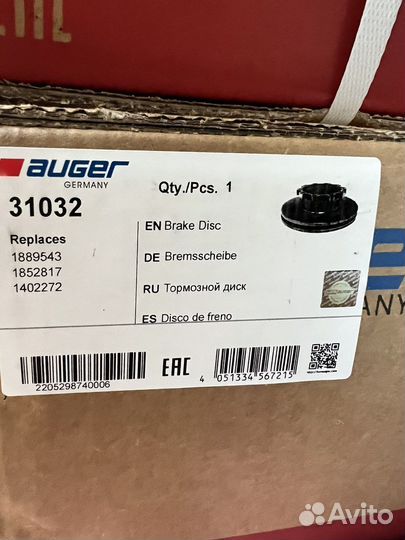 AUGER
GERMANY
31032
Qty./Pcs. 1
Replaces
1889543
1852817
1402272
EN Brake Disc
DE Bremsscheibe
RU Тормозной диск
ES Disco de freno
ANY
2205298740006
EAC
4 051334 567215
Avito